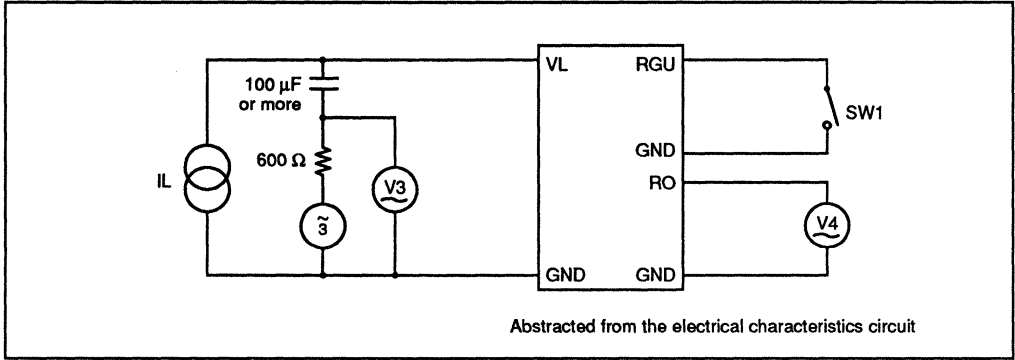 VL
RGU
100 µF
or more
SW1
600 Ω
GND
IL
V3
RO
3
V4
GND
GND
Abstracted from the electrical characteristics circuit